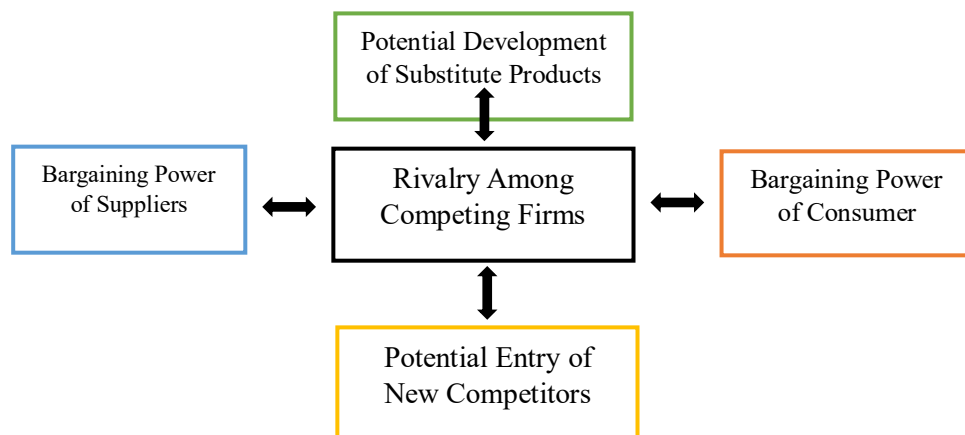 Potential Development
of Substitute Products
Bargaining Power
of Suppliers
Rivalry Among
Competing Firms
Bargaining Power
of Consumer
Potential Entry of
New Competitors